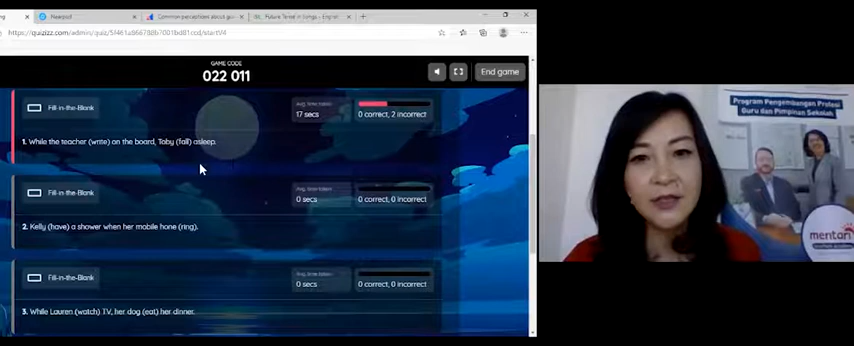 Nearpod
Common perceptions about gui
Future Tense in Songs - English
https://quizizz.com/admin/quiz/5f461a866788b7001bd81ccd/startV4
GAME CODE
022 011
End game
Fill-in-the-Blank
Avg. time taken
17 secs
0 correct, 2 incorrect
1. While the teacher (write) on the board, Toby (fall) asleep.
Fill-in-the-Blank
Avg. time taken
0 secs
0 correct, 0 incorrect
2. Kelly (have) a shower when her mobile hone (ring).
Fill-in-the-Blank
Avg. time taken
0 secs
0 correct, 0 incorrect
3. While Lauren (watch) TV, her dog (eat) her dinner.
Program Pengembangan Profesi
Guru dan Pimpinan Sekolah
mentari